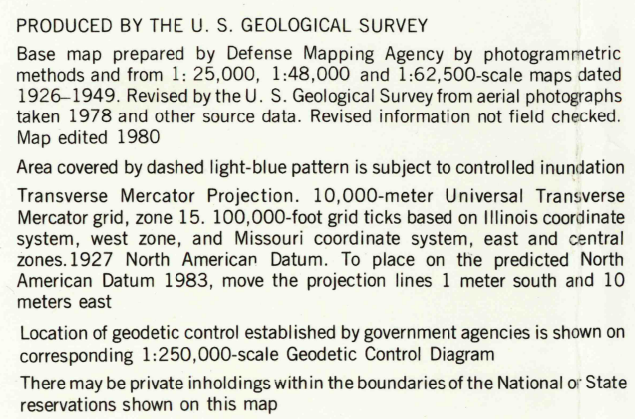 PRODUCED BY THE U. S. GEOLOGICAL SURVEY
Base map prepared by Defense Mapping Agency by photogrammetric
methods and from 1: 25,000, 1:48,000 and 1:62,500-scale maps dated
1926–1949. Revised by the U. S. Geological Survey from aerial photographs
taken 1978 and other source data. Revised information not field checked.
Map edited 1980
Area covered by dashed light-blue pattern is subject to controlled inundation
Transverse Mercator Projection. 10,000-meter Universal Transverse
Mercator grid, zone 15. 100,000-foot grid ticks based on Illinois coordinate
system, west zone, and Missouri coordinate system, east and central
zones. 1927 North American Datum. To place on the predicted North
American Datum 1983, move the projection lines 1 meter south and 10
meters east
Location of geodetic control established by government agencies is shown on
corresponding 1:250,000-scale Geodetic Control Diagram
There may be private inholdings within the boundaries of the National or State
reservations shown on this map